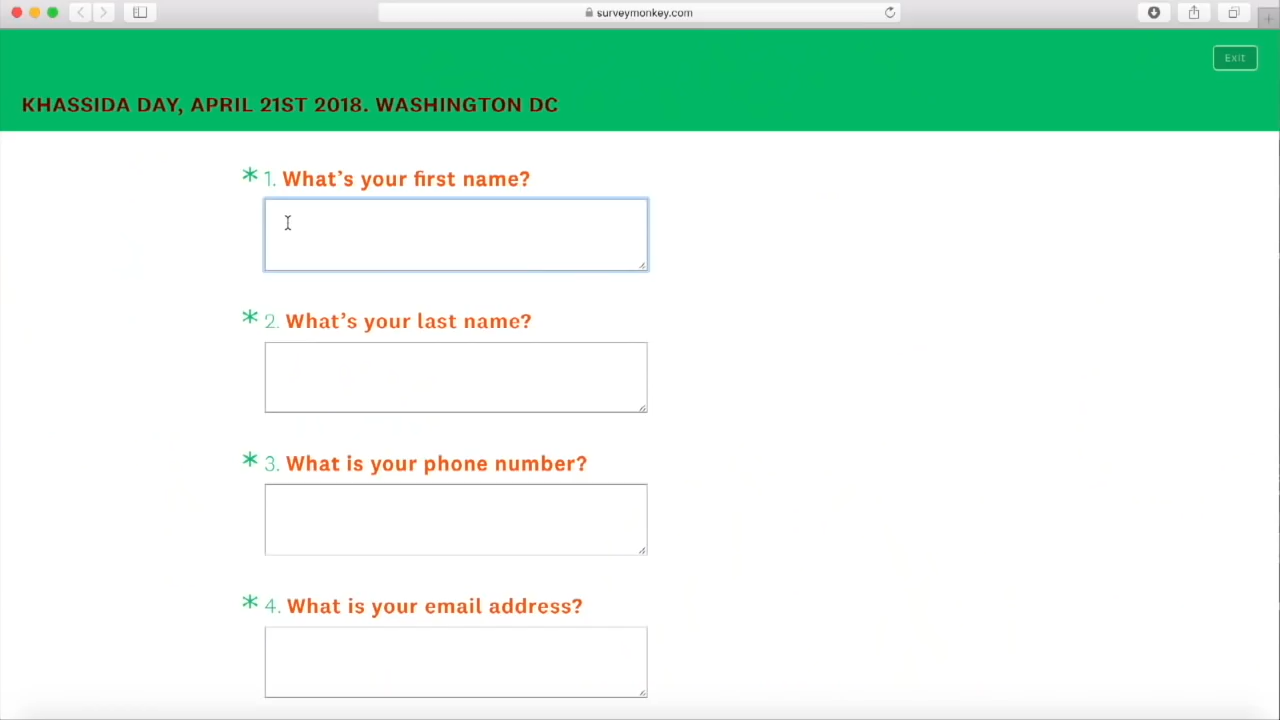 surveymonkey.com
Exit
KHASSIDA DAY, APRIL 21ST 2018. WASHINGTON DC
* 1. What's your first name?
* 2. What's your last name?
* 3. What is your phone number?
* 4. What is your email address?